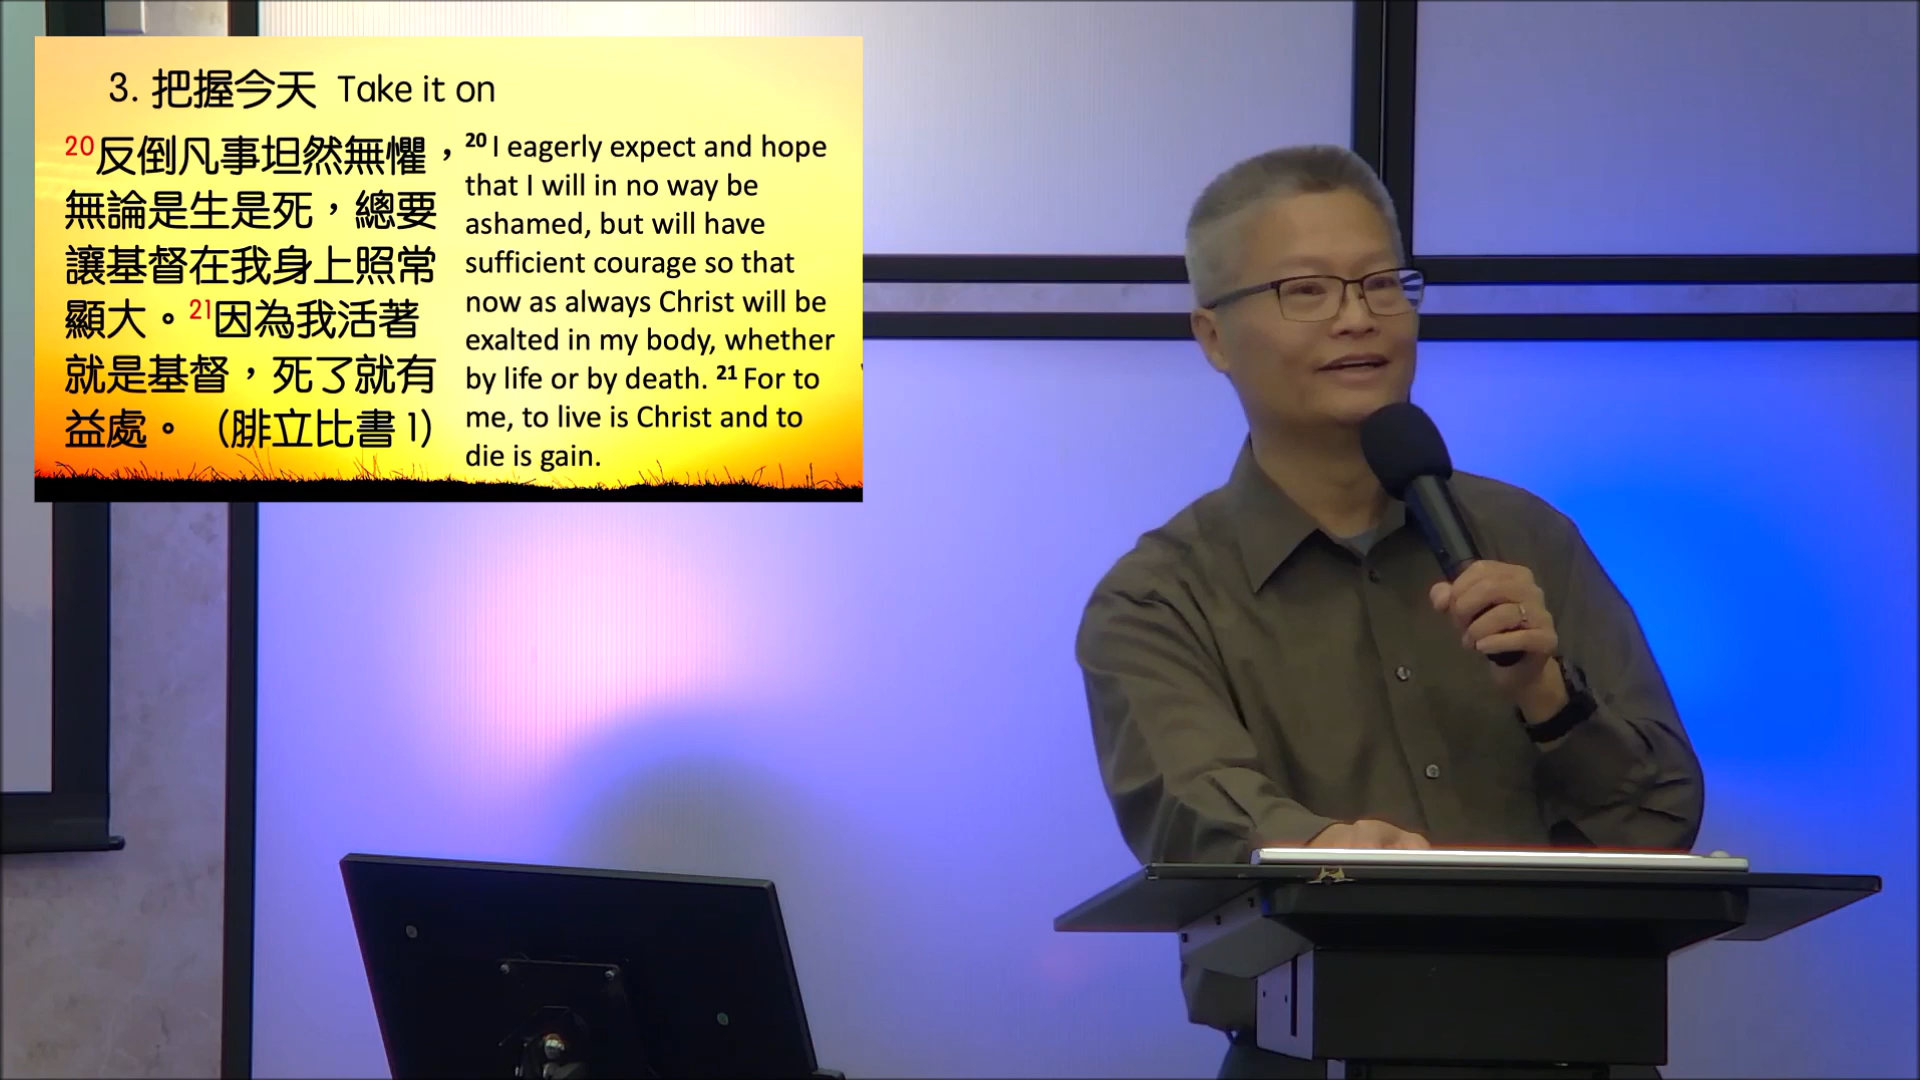 3. 把握今天 Take it on
20反倒凡事坦然無懼，
無論是生是死，總要
讓基督在我身上照常
顯大。21因為我活著
就是基督，死了就有
益處。（腓立比書 1）
20 I eagerly expect and hope
that I will in no way be
ashamed, but will have
sufficient courage so that
now as always Christ will be
exalted in my body, whether
by life or by death. 21 For to
me, to live is Christ and to
die is gain.